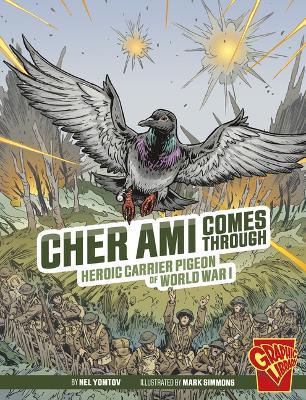 CHER AMI
COMES
THROUGH
HEROIC CARRIER PIGEON
OF WORLD WAR I
BY NEL YOMTOV ILLUSTRATED BY MARK SIMMONS
GRAPHIC
LIBRARY